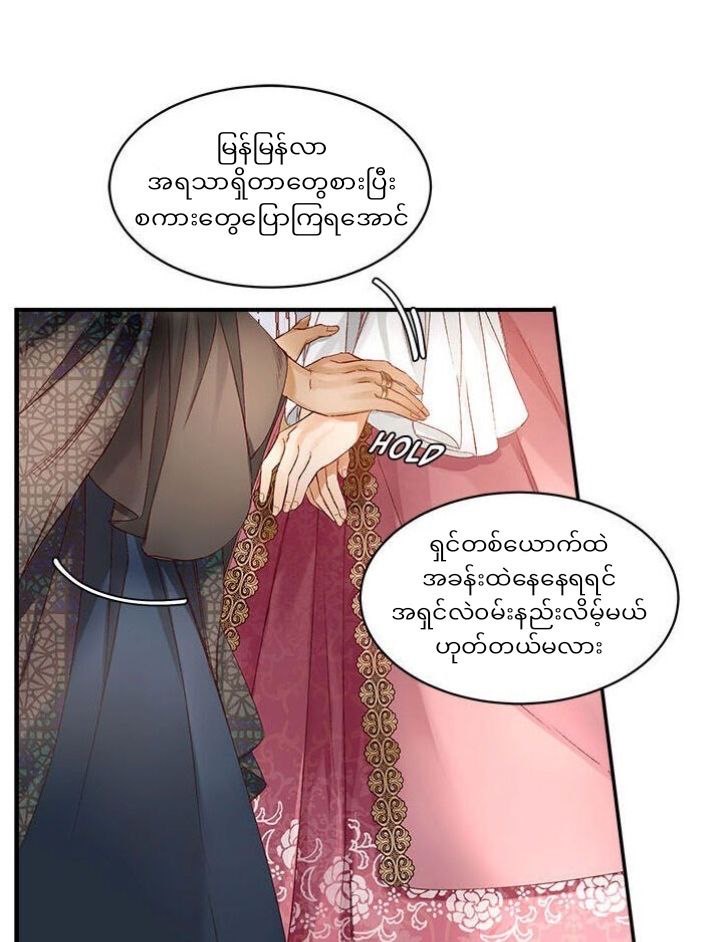 မြန်မြန်လာ
အရသာရှိတာတွေစားပြီး
စကားတွေပြောကြရအောင်
HOLD
ရှင်တစ်ယောက်ထဲ
အခန်းထဲနေနေရရင်
အရှင်လဲဝမ်းနည်းလိမ့်မယ်
ဟုတ်တယ်မလား